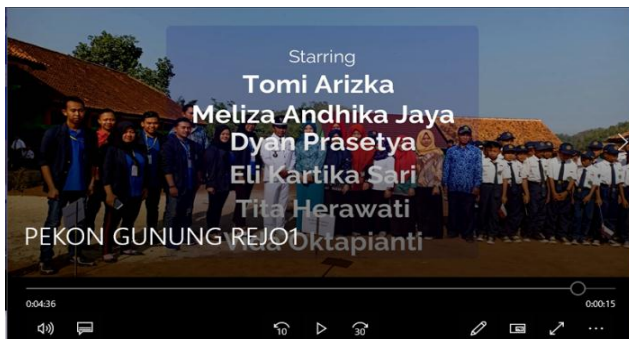 Starring
Tomi Arizka
Meliza Andhika Jaya
Dyan Prasetya
Eli Kartika Sari
Tita Herawati
PEKON GUNUNG REJO1
Vida Oktapianti
0:04:36
0:00:15
10
30